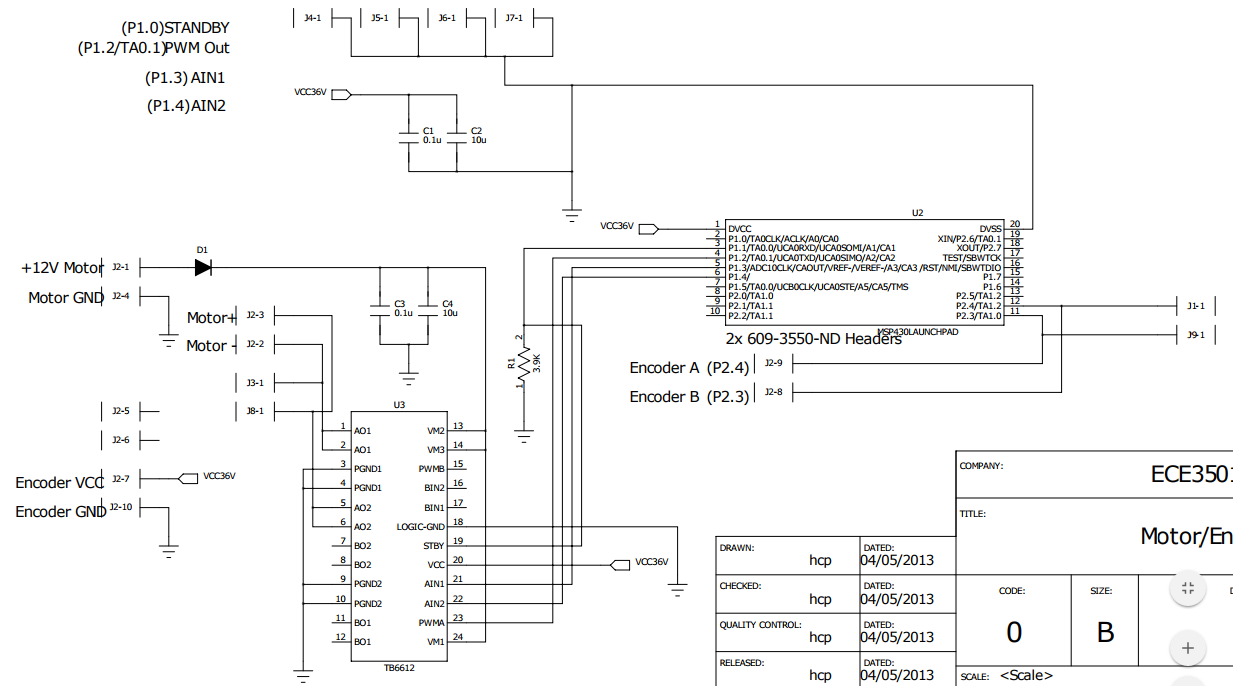 (P1.0)STANDBY
(P1.2/TA0.1)PWM Out
(P1.3) AIN1
(P1.4)AIN2
J4-1
J5-1
J6-1
J7-1
VCC36V
C1
0.1u
C2
10u
D1
+12V Motor
J2-1
Motor GND
J2-4
Motor+
J2-3
Motor -
J2-2
J3-1
J8-1
J2-5
J2-6
Encoder VCC
J2-7
VCC36V
Encoder GND
J2-10
C3
0.1u
C4
10u
2
R1
3.9K
1
VCC36V
U2
1 DVCC
2 P1.0/TA0CLK/ACLK/A0/CA0
3 P1.1/TA0.0/UCA0RXD/UCA0SOMI/A1/CA1
4 P1.2/TA0.1/UCA0TXD/UCA0SIMO/A2/CA2
5 P1.3/ADC10CLK/CAOUT/VREF-/VEREF-/A3/CA3
6 P1.4/
7 P1.5/TA0.0/UCB0CLK/UCA0STE/A5/CA5/TMS
8 P2.0/TA1.0
9 P2.1/TA1.1
10 P2.2/TA1.1
DVSS 20
XIN/P2.6/TA0.1 19
XOUT/P2.7 18
TEST/SBWTCK 17
/RST/NMI/SBWTDIO 16
P1.7 15
P1.6 14
P2.5/TA1.2 13
P2.4/TA1.2 12
P2.3/TA1.0 11
MSP430LAUNCHPAD
2x 609-3550-ND Headers
Encoder A (P2.4)
J2-9
Encoder B (P2.3)
J2-8
J1-1
J9-1
U3
1 AO1
2 AO1
3 PGND1
4 PGND1
5 AO2
6 AO2
7 BO2
8 BO2
9 PGND2
10 PGND2
11 BO1
12 BO1
VM2 13
VM3 14
PWMB 15
BIN2 16
BIN1 17
LOGIC-GND 18
STBY 19
VCC 20
AIN1 21
AIN2 22
PWMA 23
VM1 24
TB6612
VCC36V
COMPANY:
ECE3501
TITLE:
Motor/En
DRAWN:
hcp
DATED:
04/05/2013
CHECKED:
hcp
DATED:
04/05/2013
QUALITY CONTROL:
hcp
DATED:
04/05/2013
RELEASED:
hcp
DATED:
04/05/2013
CODE:
0
SIZE:
B
D
SCALE: <Scale>